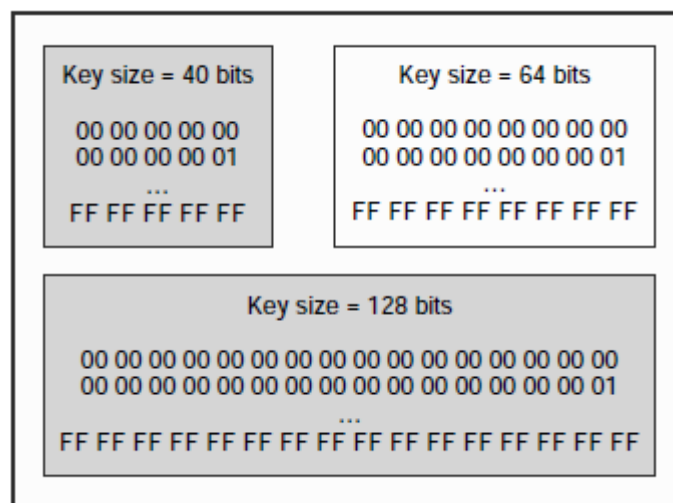 Key size = 40 bits
00 00 00 00 00
00 00 00 00 01
...
FF FF FF FF FF
Key size = 64 bits
00 00 00 00 00 00 00 00
00 00 00 00 00 00 00 01
...
FF FF FF FF FF FF FF FF
Key size = 128 bits
00 00 00 00 00 00 00 00 00 00 00 00 00 00 00 00
00 00 00 00 00 00 00 00 00 00 00 00 00 00 00 01
...
FF FF FF FF FF FF FF FF FF FF FF FF FF FF FF FF